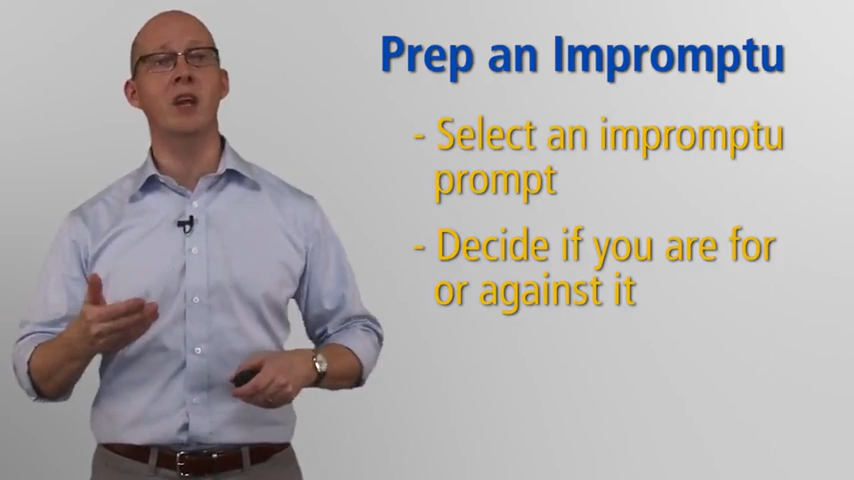 Prep an Impromptu
- Select an impromptu
prompt
- Decide if you are for
or against it